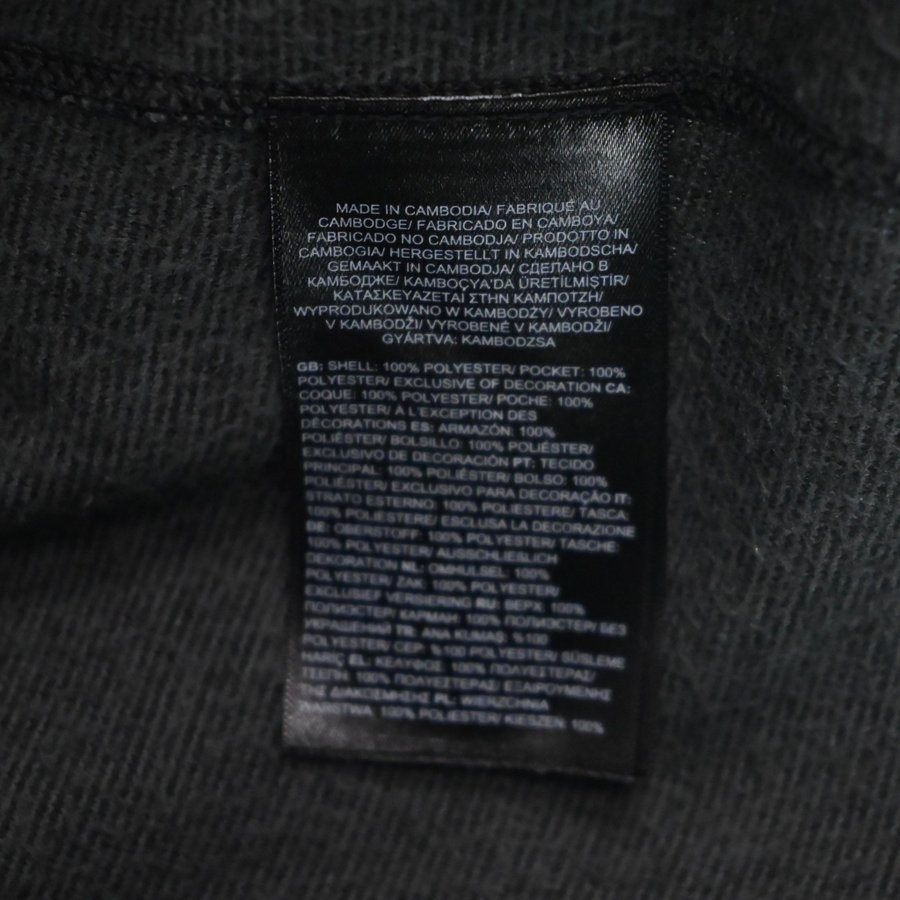 MADE IN CAMBODIA/ FABRIQUÉ AU
CAMBODGE/ FABRICADO EN CAMBOYA/
FABRICADO NO CAMBODJA/ PRODOTTO IN
CAMBOGIA/ HERGESTELLT IN KAMBODSCHA/
GEMAAKT IN CAMBODJA/ СДЕЛАНО В
КАМБОДЖЕ/ KAMBOÇYA'DA ÜRETİLMİŞTİR/
ΚΑΤΑΣΚΕΥΑΖΕΤΑΙ ΣΤΗΝ ΚΑΜΠΟΤΖΗ/
WYPRODUKOWANO W KAMBODŻY/ VYROBENO
V KAMBODŽI/ VYROBENÉ V KAMBODŽI/
GYÁRTVA: KAMBODZSA
GB: SHELL: 100% POLYESTER/ POCKET: 100%
POLYESTER/ EXCLUSIVE OF DECORATION CA:
COQUE: 100% POLYESTER/ POCHE: 100%
POLYESTER/ À L'EXCEPTION DES
DÉCORATIONS ES: ARMAZÓN: 100%
POLIÉSTER/ BOLSILLO: 100% POLIÉSTER/
EXCLUSIVO DE DECORACIÓN PT: TECIDO
PRINCIPAL: 100% POLIÉSTER/ BOLSO: 100%
POLIÉSTER/ EXCLUSIVO PARA DECORAÇÃO IT:
STRATO ESTERNO: 100% POLIESTERE/ TASCA:
100% POLIESTERE/ ESCLUSA LA DECORAZIONE
DE: OBERSTOFF: 100% POLYESTER/ TASCHE:
100% POLYESTER/ AUSSCHLIESSLICH
DEKORATION NL: OMHULSEL: 100%
POLYESTER/ ZAK: 100% POLYESTER/
EXCLUSIEF VERSIERING RU: ВЕРХ: 100%
ПОЛИЭСТЕР/ КАРМАН: 100% ПОЛИЭСТЕР/ БЕЗ
УКРАШЕНИЙ TR: ANA KUMAŞ: %100
POLYESTER/ CEP: %100 POLYESTER/ SÜSLEME
HARİÇ EL: ΚΕΛΥΦΟΣ: 100% ΠΟΛΥΕΣΤΕΡΑΣ/
ΤΣΕΠΗ: 100% ΠΟΛΥΕΣΤΕΡΑΣ/ ΕΞΑΙΡΟΥΜΕΝΗΣ
ΤΗΣ ΔΙΑΚΟΣΜΗΣΗΣ PL: WIERZCHNIA
WARSTWA: 100% POLIESTER/ KIESZEŃ: 100%